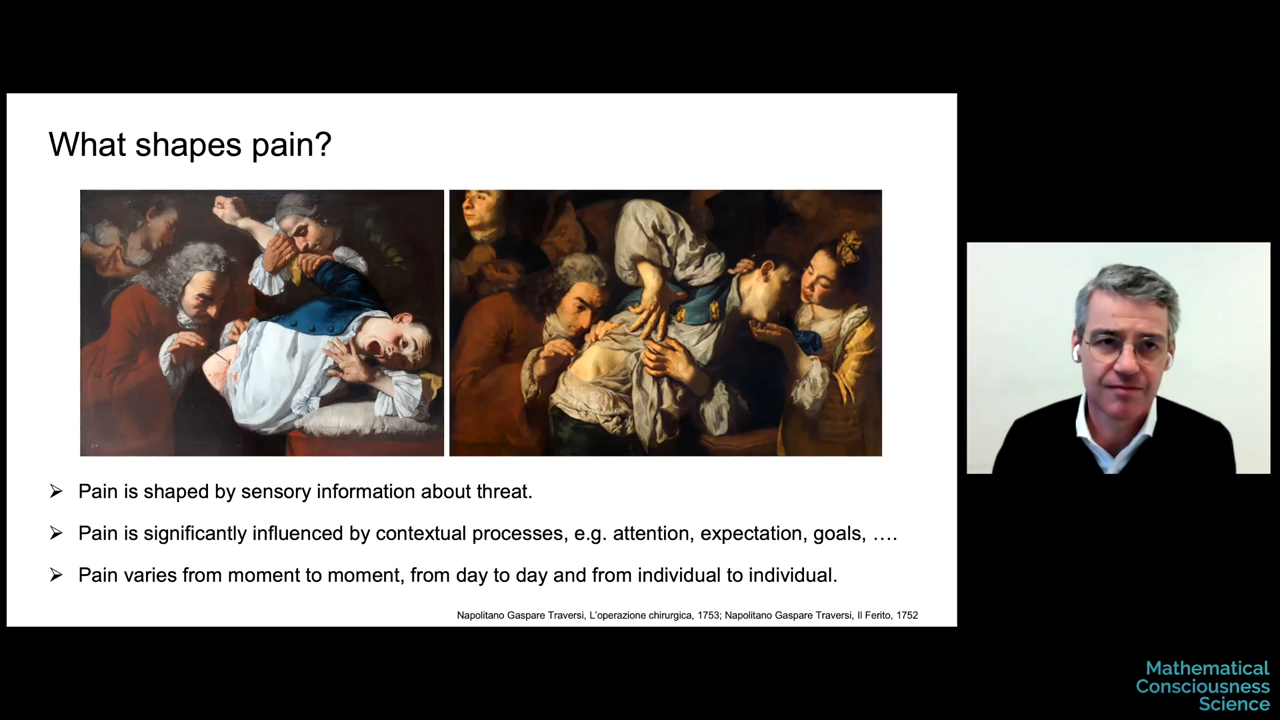 What shapes pain?
➢ Pain is shaped by sensory information about threat.
➢ Pain is significantly influenced by contextual processes, e.g. attention, expectation, goals, ….
➢ Pain varies from moment to moment, from day to day and from individual to individual.
Napolitano Gaspare Traversi, L'operazione chirurgica, 1753; Napolitano Gaspare Traversi, Il Ferito, 1752
Mathematical
Consciousness
Science